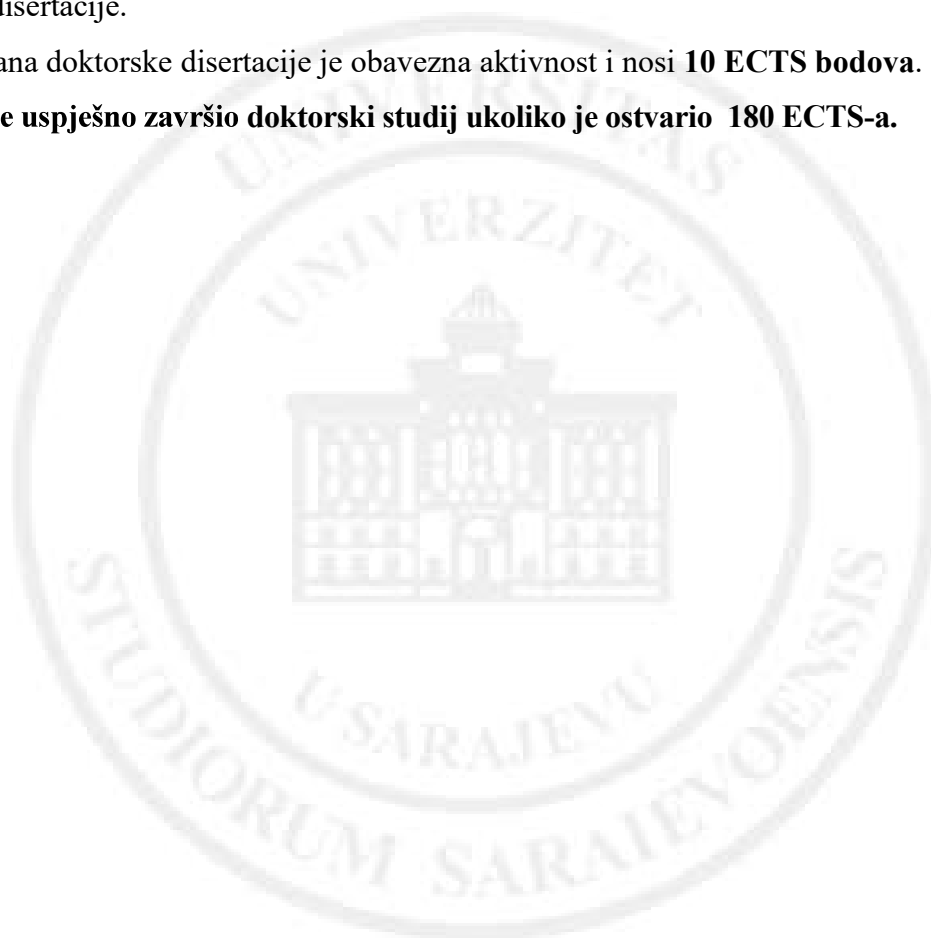 disertacije.
ana doktorske disertacije je obavezna aktivnost i nosi 10 ECTS bodova.
e uspješno završio doktorski studij ukoliko je ostvario 180 ECTS-a.
UNIVERSITAS
UNIVERZITET
U SARAJEVU
STUDIORUM SARAIEVOENSIS